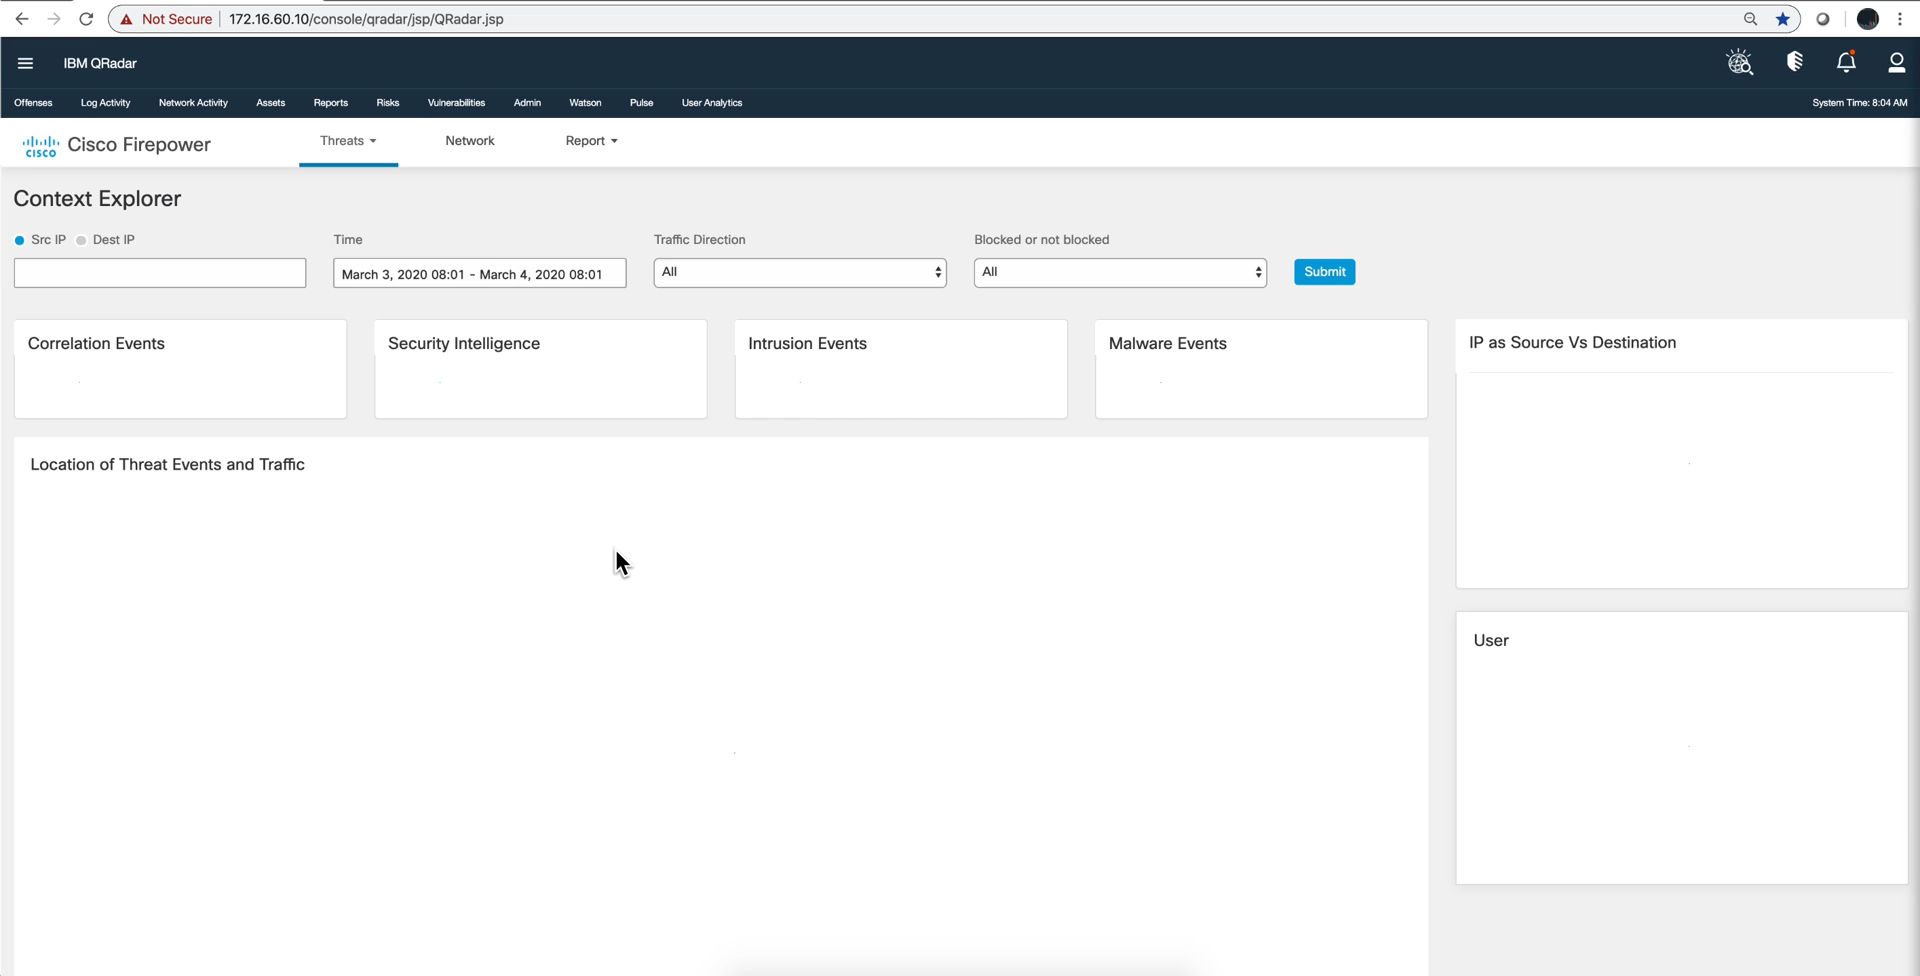 Not Secure 172.16.60.10/console/qradar/jsp/QRadar.jsp
IBM QRadar
Offenses Log Activity Network Activity Assets Reports Risks Vulnerabilities Admin Watson Pulse User Analytics System Time: 8:04 AM
CISCO Cisco Firepower Threats Network Report
Context Explorer
Src IP Dest IP Time Traffic Direction Blocked or not blocked
March 3, 2020 08:01 - March 4, 2020 08:01 All All Submit
Correlation Events Security Intelligence Intrusion Events Malware Events IP as Source Vs Destination
Location of Threat Events and Traffic
User